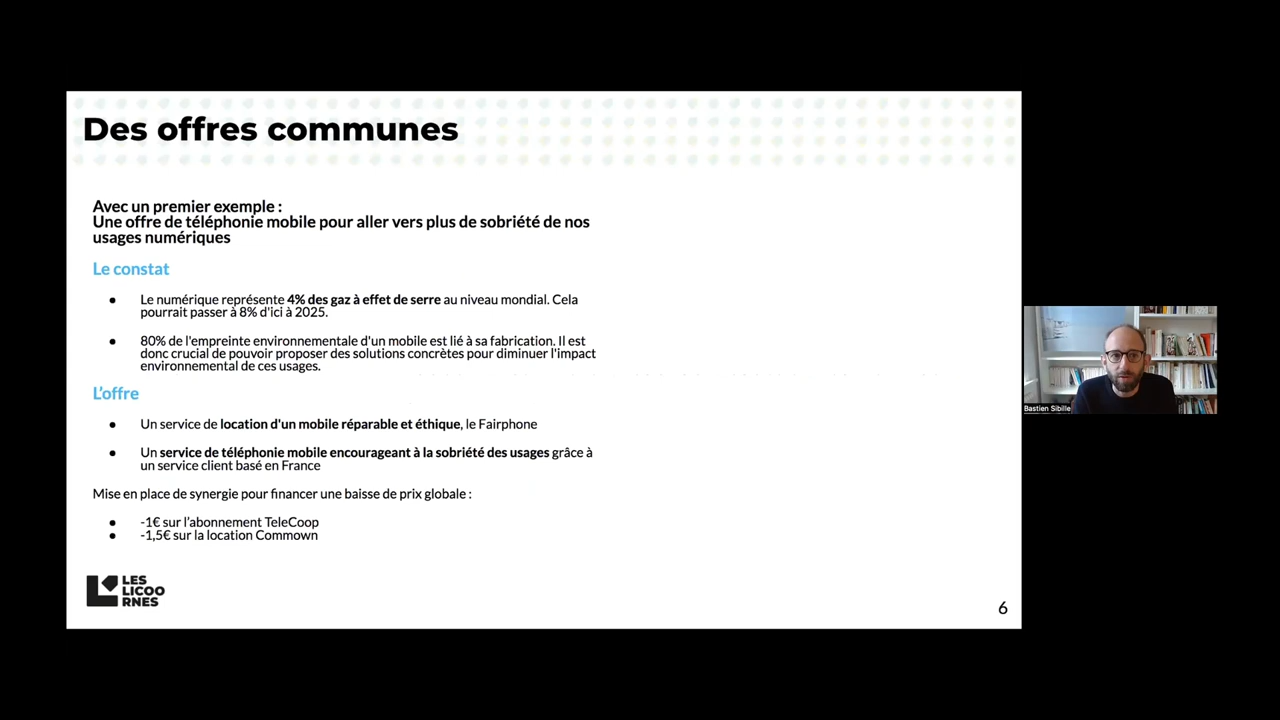 Des offres communes
Avec un premier exemple :
Une offre de téléphonie mobile pour aller vers plus de sobriété de nos
usages numériques
Le constat
● Le numérique représente 4% des gaz à effet de serre au niveau mondial. Cela
pourrait passer à 8% d'ici à 2025.
● 80% de l'empreinte environnementale d'un mobile est lié à sa fabrication. Il est
donc crucial de pouvoir proposer des solutions concrètes pour diminuer l'impact
environnemental de ces usages.
L'offre
● Un service de location d'un mobile réparable et éthique, le Fairphone
● Un service de téléphonie mobile encourageant à la sobriété des usages grâce à
un service client basé en France
Mise en place de synergie pour financer une baisse de prix globale :
● -1€ sur l'abonnement TeleCoop
● -1,5€ sur la location Commown
LES
LICOO
RNES
6
Bastien Sibille